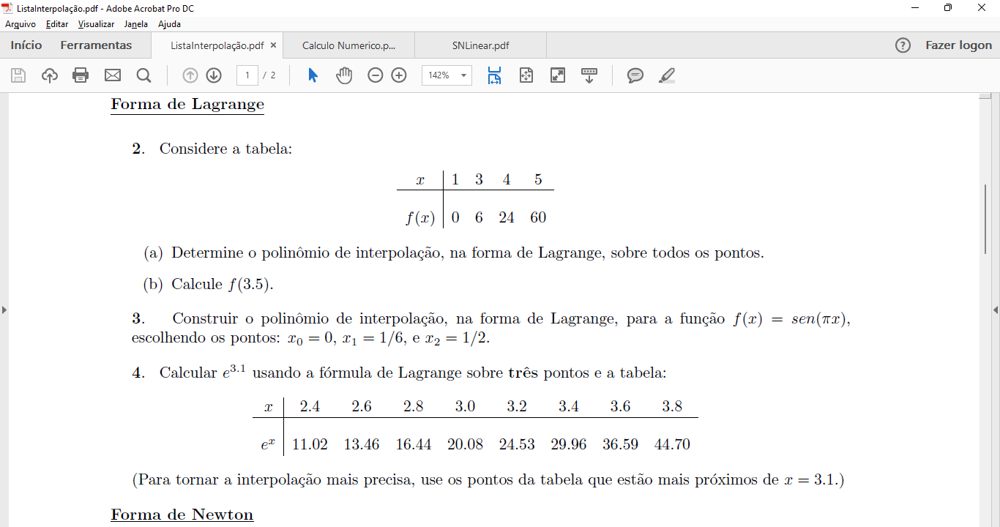 ListaInterpolação.pdf - Adobe Acrobat Pro DC
Arquivo Editar Visualizar Janela Ajuda
Início Ferramentas ListaInterpolação.pdf × Calculo Numerico.p... SNLinear.pdf ? Fazer logon
1 / 2 142%
Forma de Lagrange
2. Considere a tabela:
x 1 3 4 5
f(x) 0 6 24 60
(a) Determine o polinômio de interpolação, na forma de Lagrange, sobre todos os pontos.
(b) Calcule f(3.5).
3. Construir o polinômio de interpolação, na forma de Lagrange, para a função f(x) = sen(πx),
escolhendo os pontos: x₀ = 0, x₁ = 1/6, e x₂ = 1/2.
4. Calcular e^3.1 usando a fórmula de Lagrange sobre três pontos e a tabela:
x 2.4 2.6 2.8 3.0 3.2 3.4 3.6 3.8
eˣ 11.02 13.46 16.44 20.08 24.53 29.96 36.59 44.70
(Para tornar a interpolação mais precisa, use os pontos da tabela que estão mais próximos de x = 3.1.)
Forma de Newton